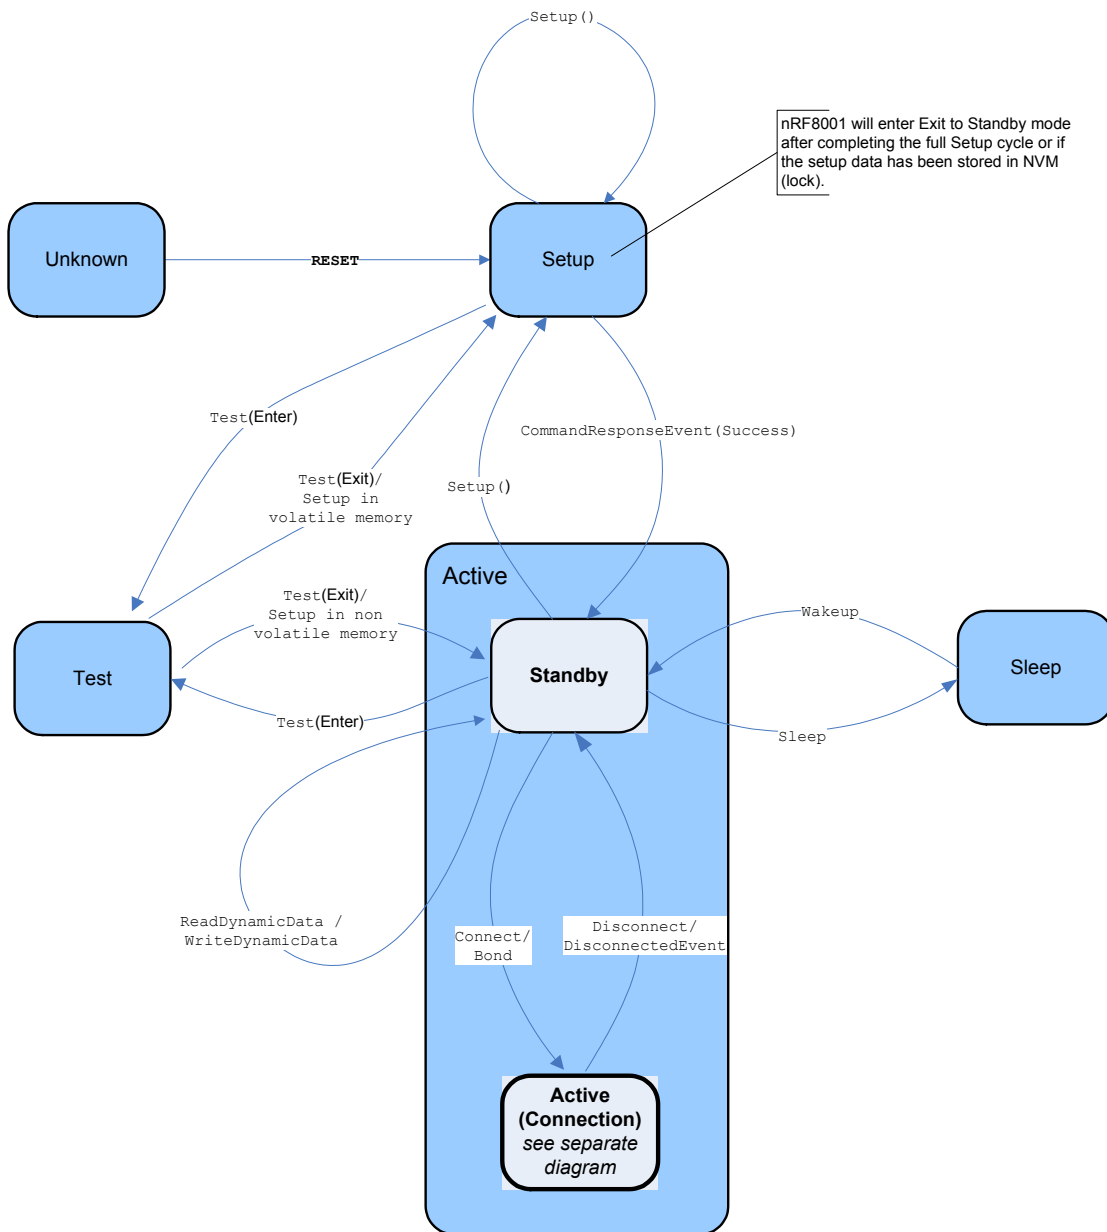 Setup()
nRF8001 will enter Exit to Standby mode
after completing the full Setup cycle or if
the setup data has been stored in NVM
(lock).
Unknown
RESET
Setup
Test(Enter)
CommandResponseEvent(Success)
Test(Exit)/
Setup in
volatile memory
Setup()
Active
Test(Exit)/
Setup in non
volatile memory
Wakeup
Test
Standby
Sleep
Test(Enter)
Sleep
ReadDynamicData /
WriteDynamicData
Connect/
Bond
Disconnect/
DisconnectedEvent
Active
(Connection)
see separate
diagram